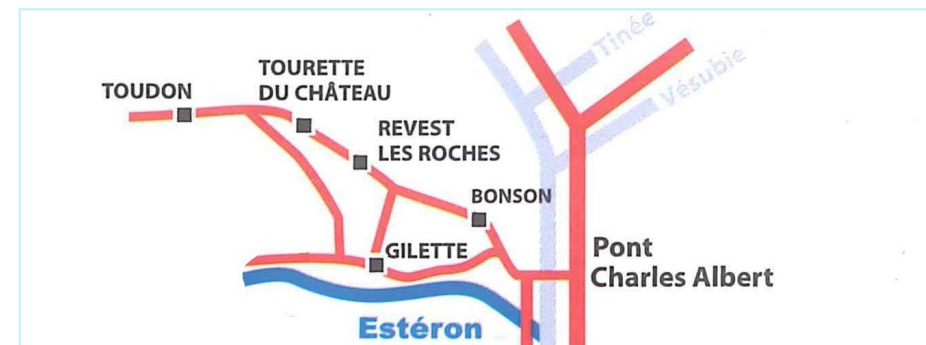 Tinée
Vésubie
TOUDON
TOURETTE
DU CHÂTEAU
REVEST
LES ROCHES
BONSON
GILETTE
Pont
Charles Albert
Estéron